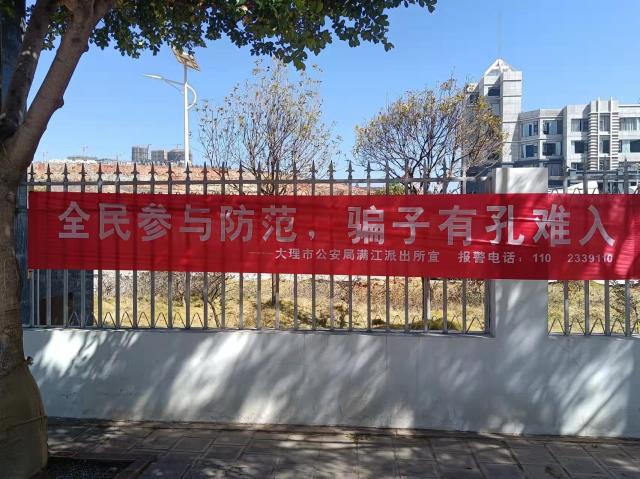 全民参与防范，骗子有孔难入
——大理市公安局满江派出所宣 报警电话：110 2339110